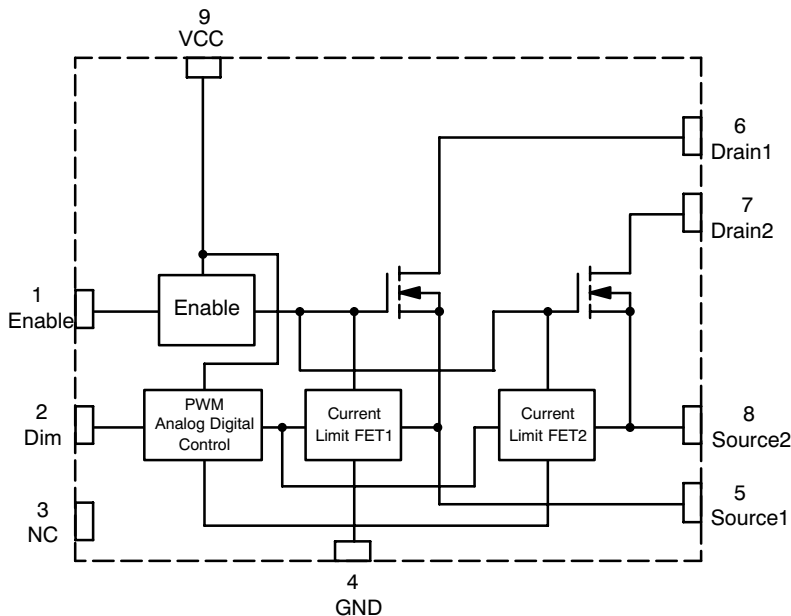 9
VCC
6
Drain1
7
Drain2
1
Enable
Enable
2
Dim
PWM
Analog Digital
Control
Current
Limit FET1
Current
Limit FET2
8
Source2
3
NC
5
Source1
4
GND